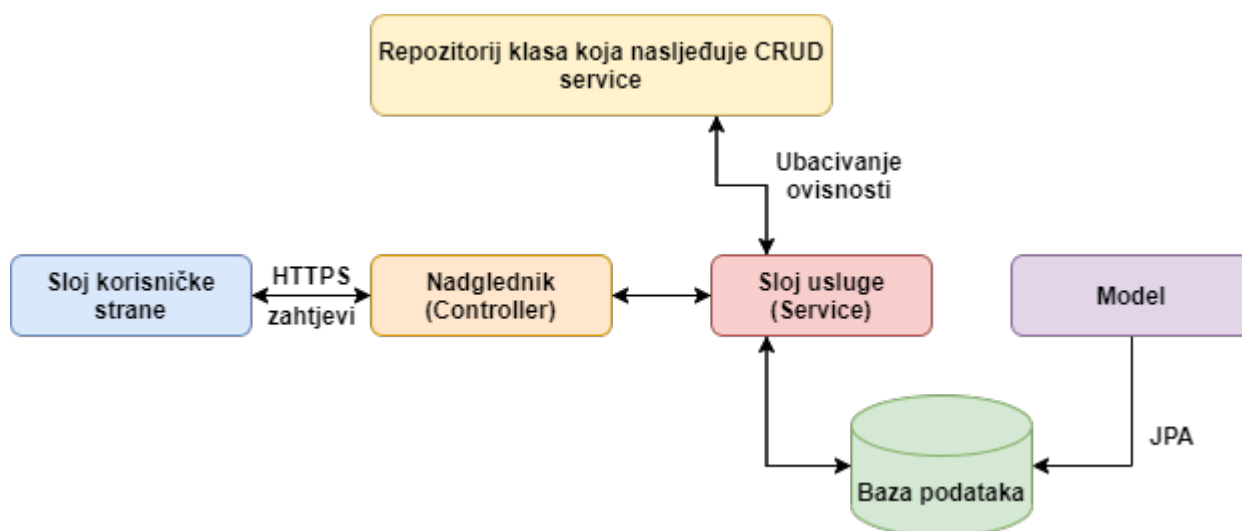 Repozitorij klasa koja nasljeđuje CRUD
service
Ubacivanje
ovisnosti
Sloj korisničke
strane
HTTPS
zahtjevi
Nadglednik
(Controller)
Sloj usluge
(Service)
Model
JPA
Baza podataka